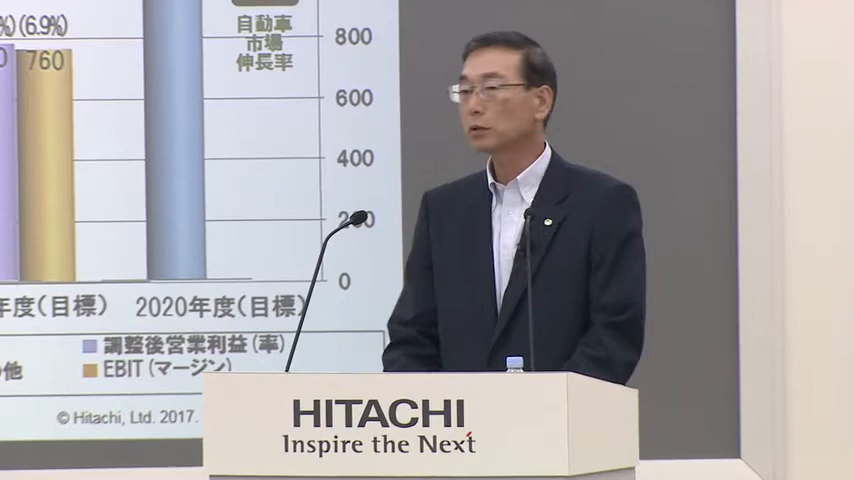 %)(6.9%)
760
自動車
市場
伸長率
800
600
400
200
0
年度(目標) 2020年度(目標)
調整後営業利益(率)
他 EBIT(マージン)
©Hitachi, Ltd. 2017.
HITACHI
Inspire the Next